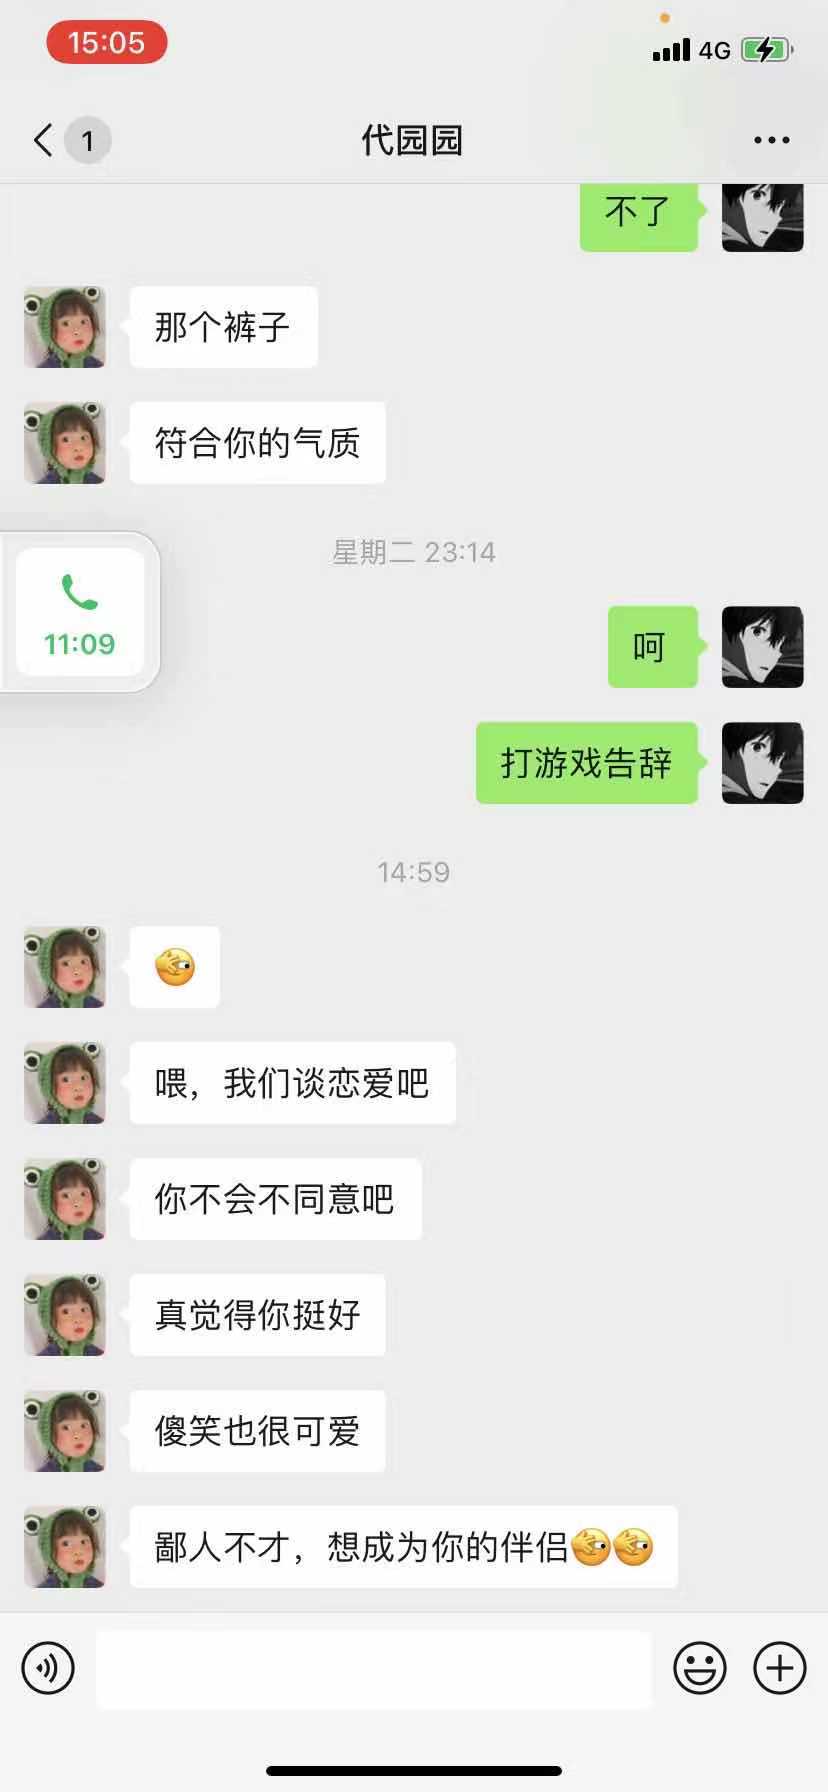 15:05
4G
1
代园园
不了
那个裤子
符合你的气质
星期二 23:14
11:09
呵
打游戏告辞
14:59
喂，我们谈恋爱吧
你不会不同意吧
真觉得你挺好
傻笑也很可爱
鄙人不才，想成为你的伴侣